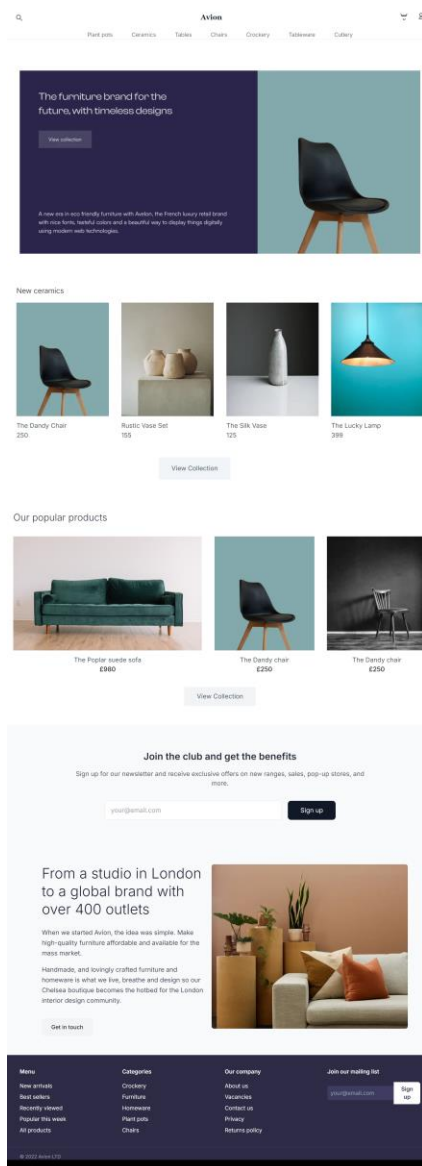 Avion
Plant pots Ceramics Tables Chairs Crockery Tableware Cutlery
The furniture brand for the
future, with timeless designs
View collection
A new era in eco friendly furniture with Avelon, the French luxury retail brand
with nice fonts, tasteful colors and a beautiful way to display things digitally
using modern web technologies.
New ceramics
The Dandy Chair
250
Rustic Vase Set
155
The Silk Vase
125
The Lucky Lamp
399
View Collection
Our popular products
The Poplar suede sofa
£980
The Dandy chair
£250
The Dandy chair
£250
View Collection
Join the club and get the benefits
Sign up for our newsletter and receive exclusive offers on new ranges, sales, pop-up stores, and
more.
your@email.com
Sign up
From a studio in London
to a global brand with
over 400 outlets
When we started Avion, the idea was simple. Make
high-quality furniture affordable and available for the
mass market.
Handmade, and lovingly crafted furniture and
homeware is what we live, breathe and design so our
Chelsea boutique becomes the hotbed for the London
interior design community.
Get in touch
Menu
New arrivals
Best sellers
Recently viewed
Popular this week
All products
Categories
Crockery
Furniture
Homeware
Plant pots
Chairs
Our company
About us
Vacancies
Contact us
Privacy
Returns policy
Join our mailing list
your@email.com
Sign
up
© 2022 Avion LTD